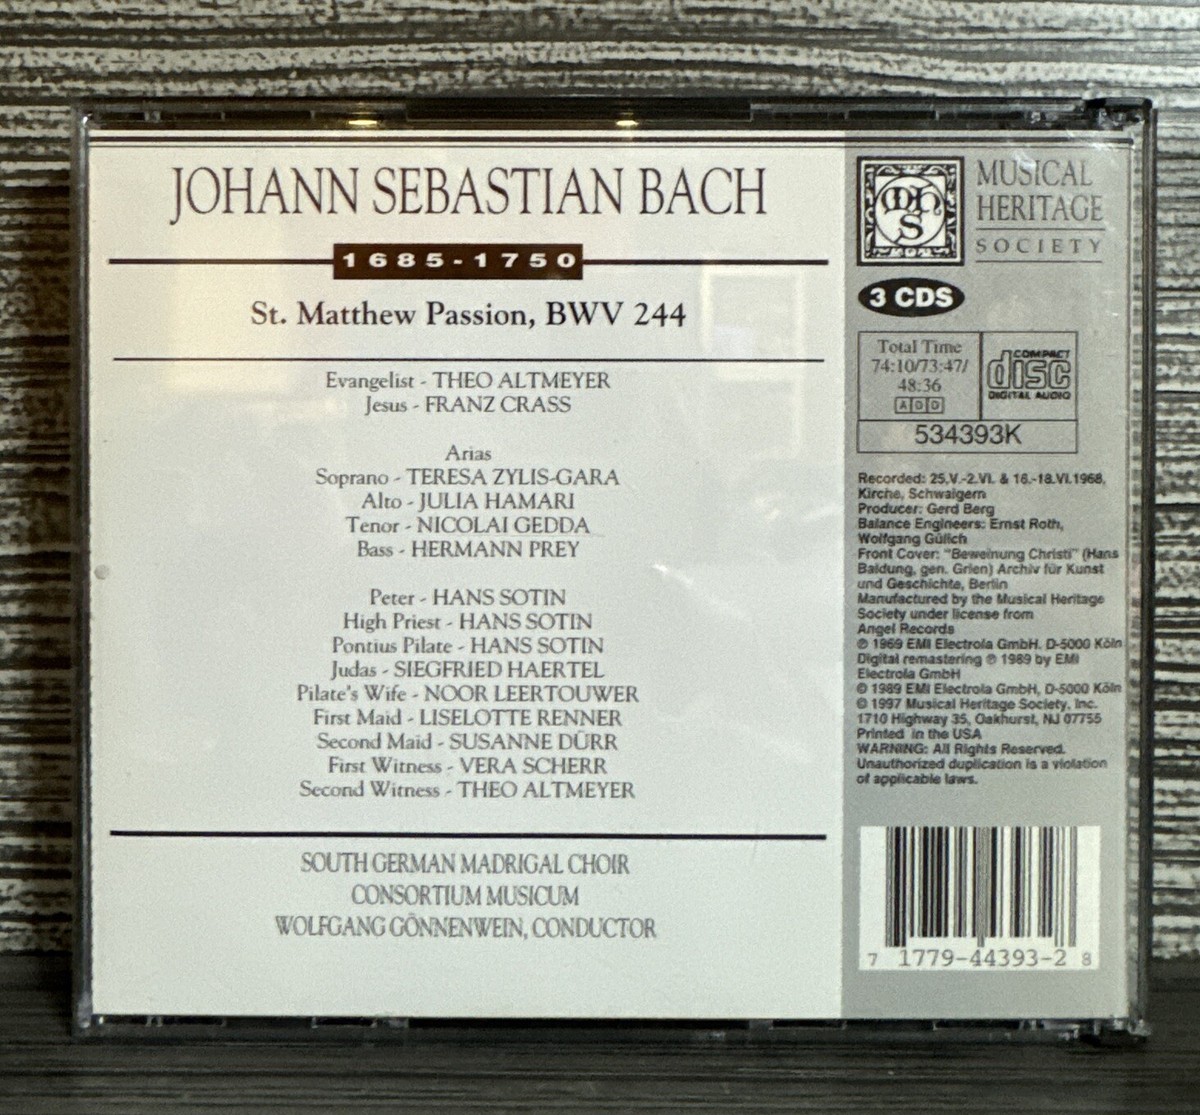 JOHANN SEBASTIAN BACH
1685-1750
St. Matthew Passion, BWV 244
Evangelist - THEO ALTMEYER
Jesus - FRANZ CRASS
Arias
Soprano - TERESA ZYLIS-GARA
Alto - JULIA HAMARI
Tenor - NICOLAI GEDDA
Bass - HERMANN PREY
Peter - HANS SOTIN
High Priest - HANS SOTIN
Pontius Pilate - HANS SOTIN
Judas - SIEGFRIED HAERTEL
Pilate's Wife - NOOR LEERTOUWER
First Maid - LISELOTTE RENNER
Second Maid - SUSANNE DÜRR
First Witness - VERA SCHERR
Second Witness - THEO ALTMEYER
SOUTH GERMAN MADRIGAL CHOIR
CONSORTIUM MUSICUM
WOLFGANG GÖNNENWEIN, CONDUCTOR
MHS
MUSICAL
HERITAGE
SOCIETY
3 CDS
Total Time
74:10/73:47/
48:36
ADD
COMPACT
disc
DIGITAL AUDIO
534393K
Recorded: 25.V.-2.VI. & 16.-18.VI.1968,
Kirche, Schwaigern
Producer: Gerd Berg
Balance Engineers: Ernst Roth,
Wolfgang Gülich
Front Cover: "Beweinung Christi" (Hans
Baldung, gen. Grien) Archiv für Kunst
und Geschichte, Berlin
Manufactured by the Musical Heritage
Society under license from
Angel Records
℗ 1969 EMI Electrola GmbH. D-5000 Köln
Digital remastering ℗ 1989 by EMI
Electrola GmbH
© 1989 EMI Electrola GmbH, D-5000 Köln
© 1997 Musical Heritage Society, Inc.
1710 Highway 35, Oakhurst, NJ 07755
Printed in the USA
WARNING: All Rights Reserved.
Unauthorized duplication is a violation
of applicable laws.
7 1779-44393-2 8